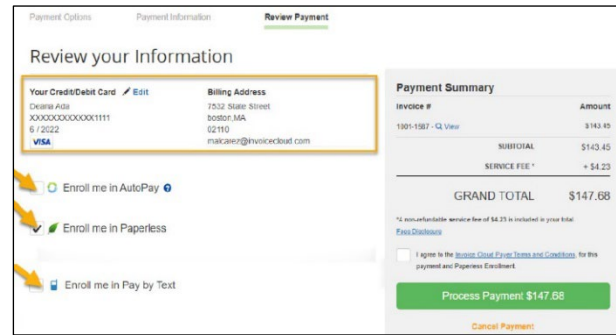 Payment Options
Payment Information
Review Payment
Review your Information
Your Credit/Debit Card Edit
Deana Ada
XXXXXXXXXXXX1111
6 / 2022
VISA
Billing Address
7532 State Street
boston,MA
02110
malcarez@invoicecloud.com
Enroll me in AutoPay ?
Enroll me in Paperless
Enroll me in Pay by Text
Payment Summary
Invoice # Amount
1001-1587 - View $143.45
SUBTOTAL $143.45
SERVICE FEE * + $4.23
GRAND TOTAL $147.68
*A non-refundable service fee of $4.23 is included in your total.
Fees Disclosure
I agree to the Invoice Cloud Payer Terms and Conditions, for this
payment and Paperless Enrollment.
Process Payment $147.68
Cancel Payment